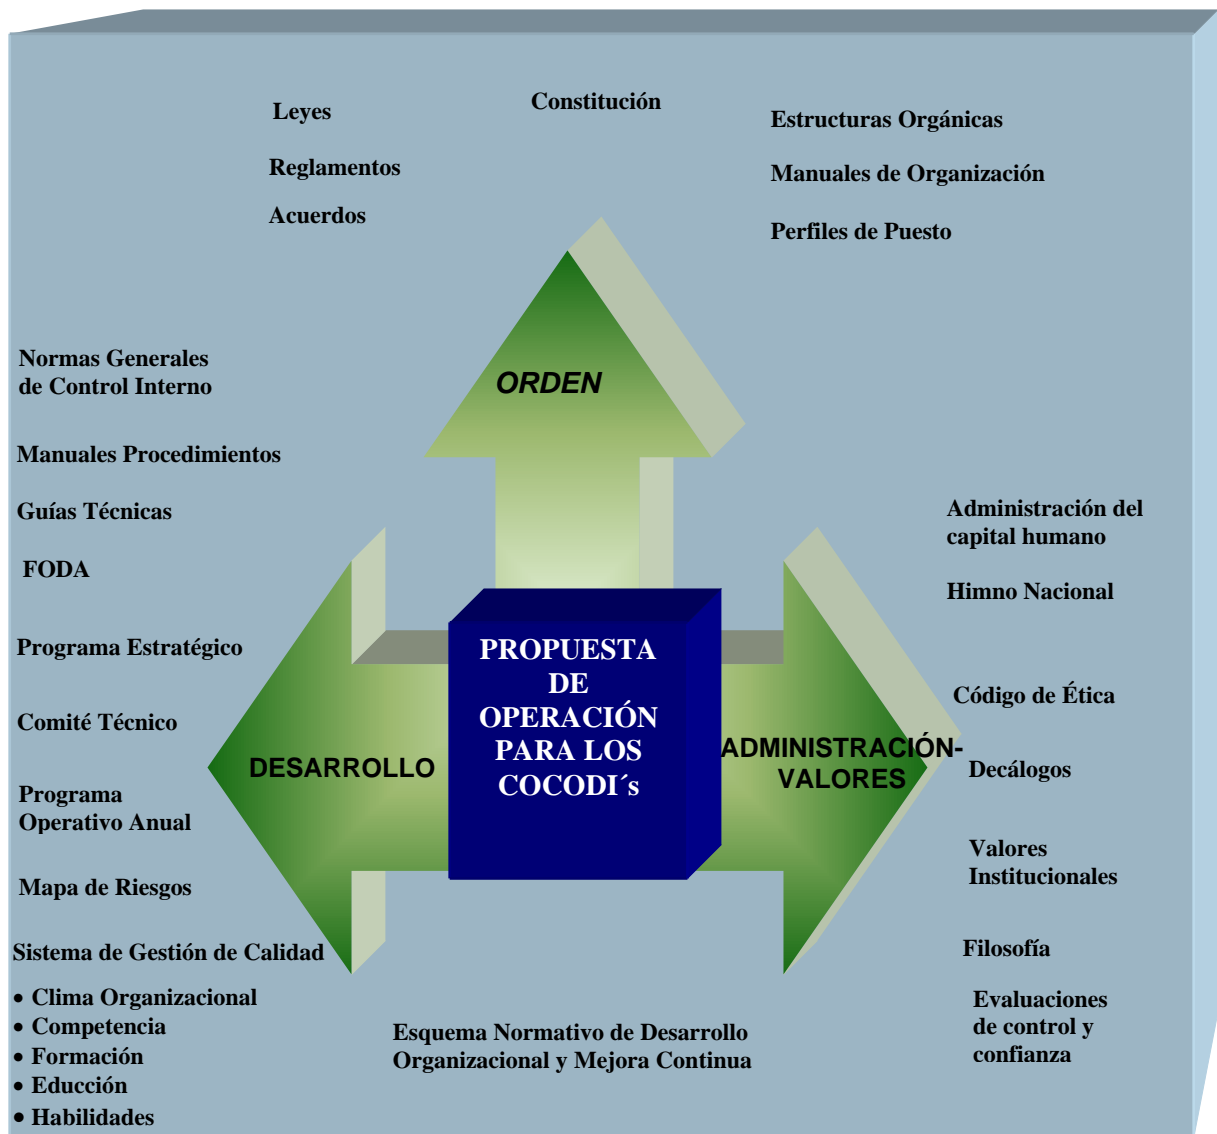 Constitución
Leyes
Reglamentos
Acuerdos
Estructuras Orgánicas
Manuales de Organización
Perfiles de Puesto
ORDEN
Normas Generales
de Control Interno
Manuales Procedimientos
Guías Técnicas
FODA
Programa Estratégico
Comité Técnico
Programa
Operativo Anual
Mapa de Riesgos
Sistema de Gestión de Calidad
• Clima Organizacional
• Competencia
• Formación
• Educción
• Habilidades
DESARROLLO
PROPUESTA
DE
OPERACIÓN
PARA LOS
COCODI´s
ADMINISTRACIÓN-
VALORES
Administración del
capital humano
Himno Nacional
Código de Ética
Decálogos
Valores
Institucionales
Filosofía
Evaluaciones
de control y
confianza
Esquema Normativo de Desarrollo
Organizacional y Mejora Continua